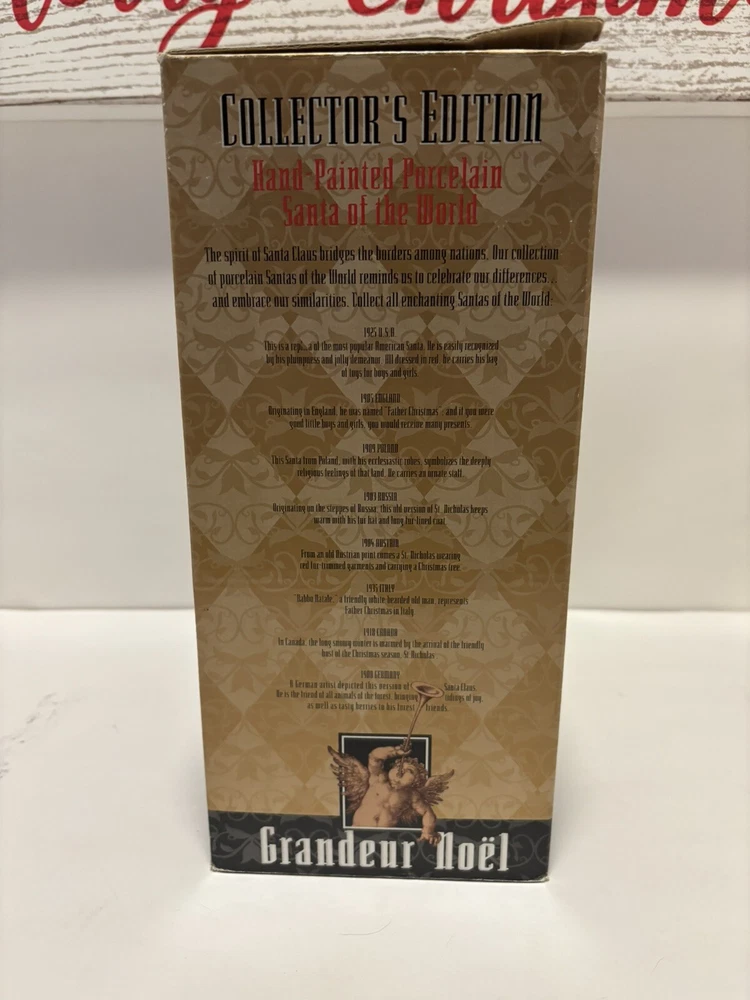 COLLECTOR'S EDITION
Hand-Painted Porcelain
Santa of the World
The spirit of Santa Claus bridges the borders among nations. Our collection
of porcelain Santas of the World reminds us to celebrate our differences...
and embrace our similarities. Collect all enchanting Santas of the World:
1925 U.S.A.
This is a of the most popular American Santa. He is easily recognized
by his plumpness and jolly demeanor. All dressed in red, he carries his bag
of toys for boys and girls.
ENGLAND
Originating in England, he was named "Father Christmas", and if you were
good little boys and girls, you would receive many presents.
POLAND
This Santa from Poland, with his ecclesiastic robes, symbolizes the deeply
religious feelings of that land. He carries an ornate staff.
RUSSIA
Originating on the steppes of Russia, this old version of St. Nicholas keeps
warm with his fur hat and long fur-lined coat.
1904 AUSTRIA
From an old Austrian print comes a St. Nicholas wearing
red fur-trimmed garments and carrying a Christmas tree.
1935 ITALY
"Babbo Natale," a friendly white-bearded old man, represents
Father Christmas in Italy.
1918 CANADA
In Canada, the long snowy winter is warmed by the arrival of the friendly
host of the Christmas season, St. Nicholas.
GERMANY
A German artist depicted this version of Santa Claus.
He is the friend of all animals of the forest, bringing tidings of joy,
as well as tasty berries to his forest friends.
Grandeur Noël